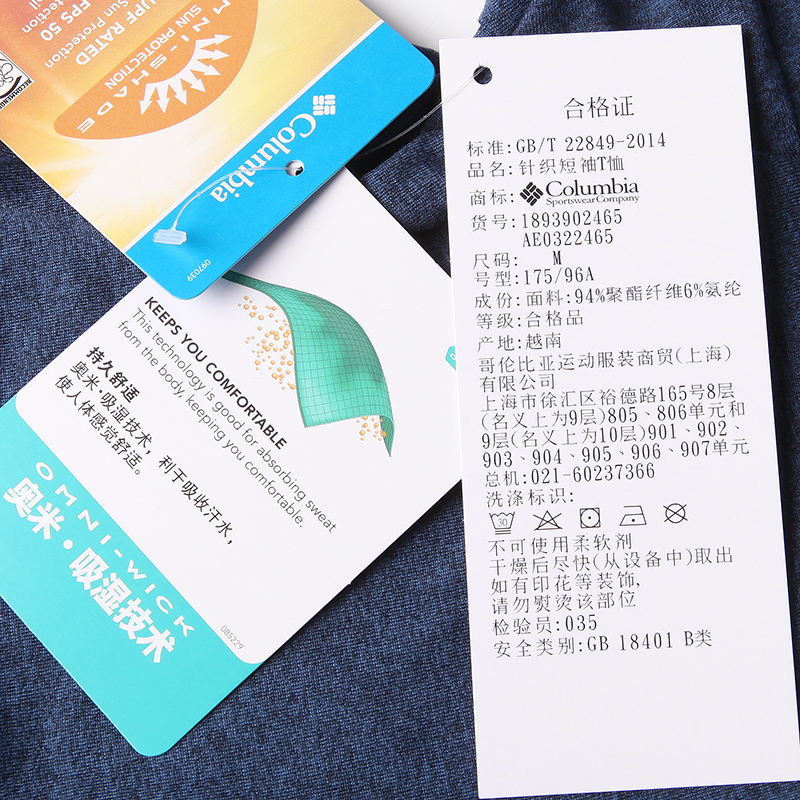 OMNI-SHADE
SUN PROTECTION
UPF RATED
Sun Protection
FPS 50
RECOMMENDED
Columbia
097039
KEEPS YOU COMFORTABLE
This technology is good for absorbing sweat
from the body, keeping you comfortable.
持久舒适
奥米·吸湿技术，利于吸收汗水，
使人体感觉舒适。
OMNI-WICK
奥米·吸湿技术
085229
合格证
标准:GB/T 22849-2014
品名:针织短袖T恤
商标:Columbia
Sportswear Company
货号:1893902465
AE0322465
尺码: M
号型:175/96A
成份:面料:94%聚酯纤维6%氨纶
等级:合格品
产地:越南
哥伦比亚运动服装商贸(上海)
有限公司
上海市徐汇区裕德路165号8层
(名义上为9层)805、806单元和
9层(名义上为10层)901、902、
903、904、905、906、907单元
总机:021-60237366
洗涤标识:
30
不可使用柔软剂
干燥后尽快(从设备中)取出
如有印花等装饰,
请勿熨烫该部位
检验员:035
安全类别:GB 18401 B类